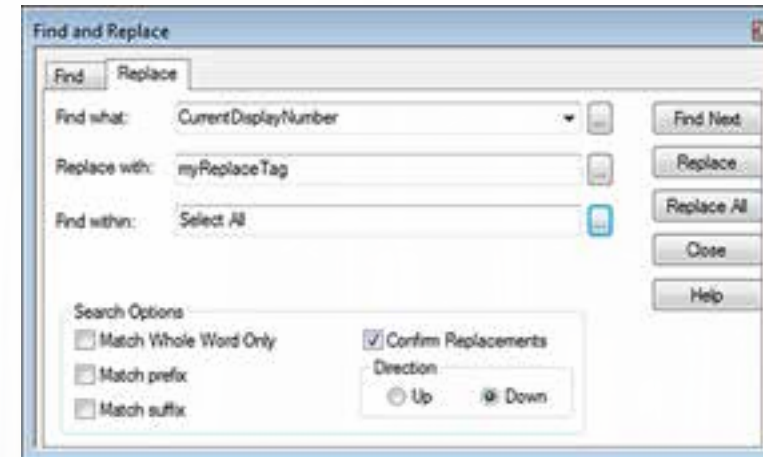 Find and Replace
Find Replace
Find what: CurrentDisplayNumber ... Find Next
Replace with: myReplaceTag ... Replace
Find within: Select All ... Replace All
Close
Help
Search Options
Match Whole Word Only Confirm Replacements
Match prefix Direction
Match suffix Up Down